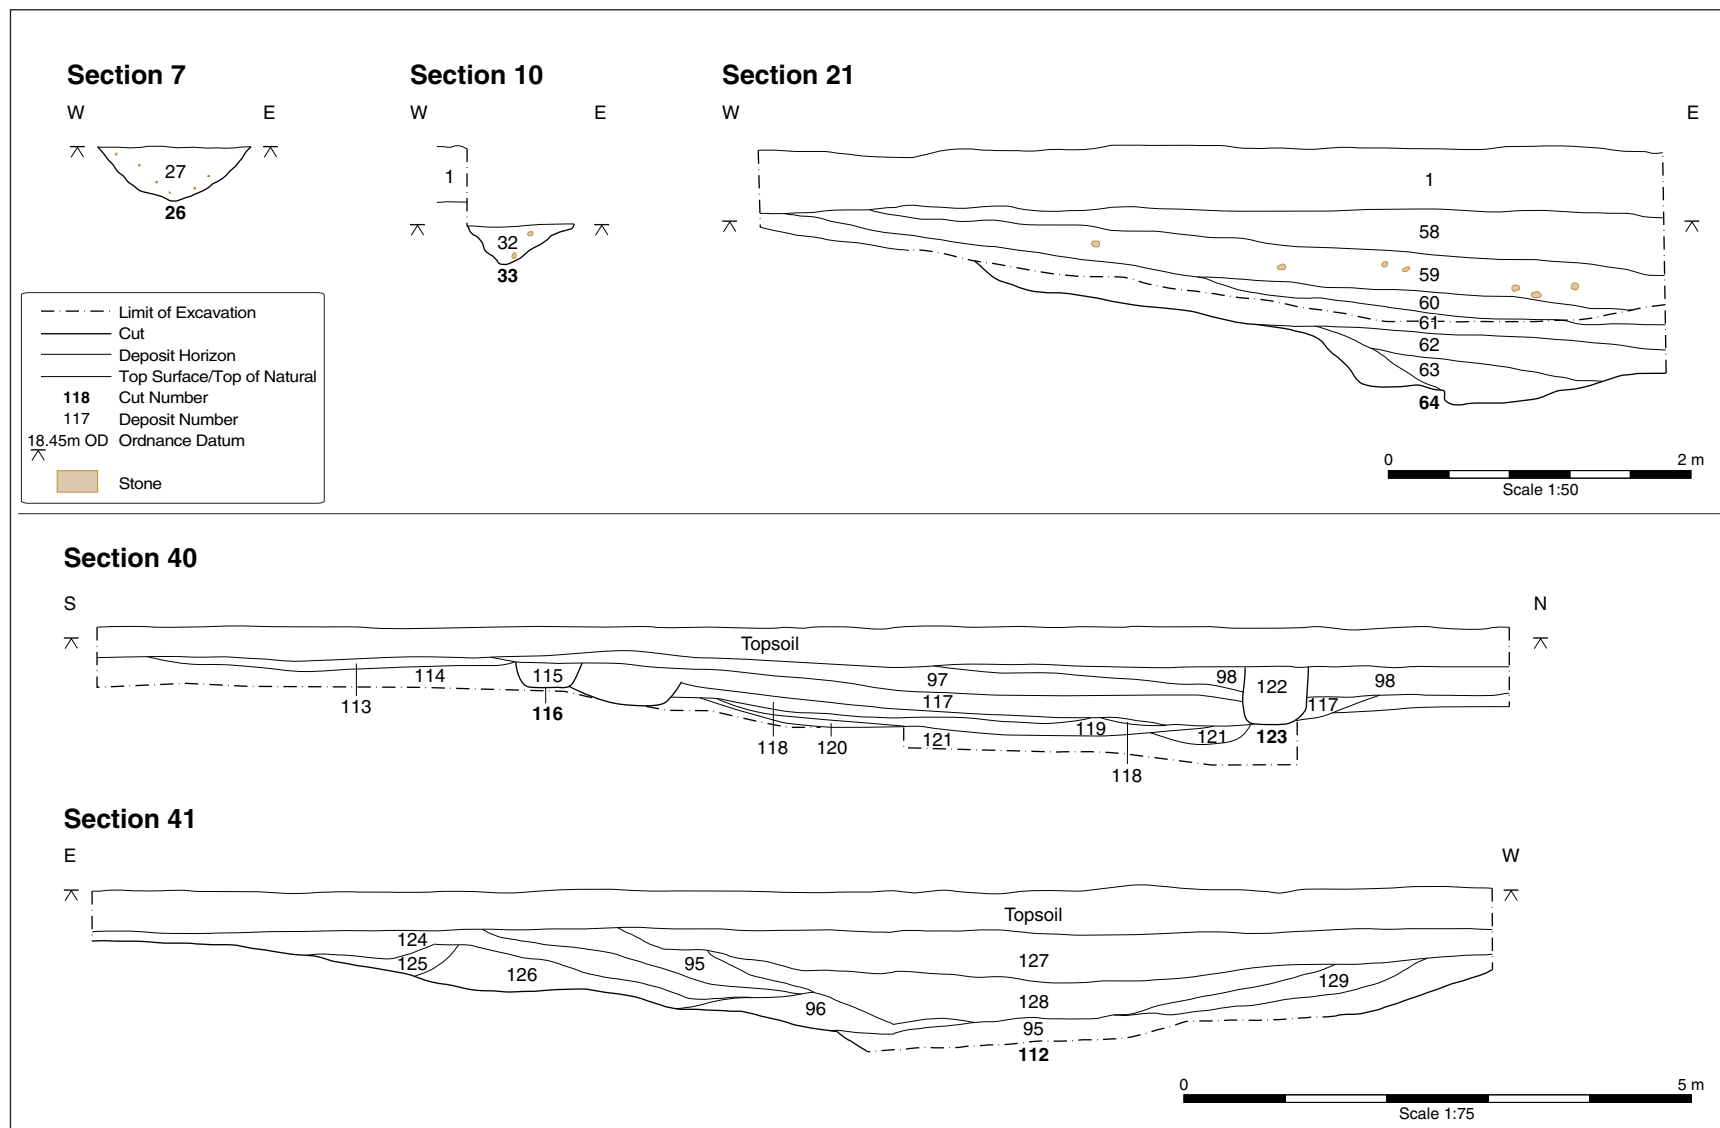 Section 7
Section 10
Section 21
W E
W E
W E
27
26
1
32
33
1
58
59
60
61
62
63
64
Limit of Excavation
Cut
Deposit Horizon
Top Surface/Top of Natural
118 Cut Number
117 Deposit Number
18.45m OD Ordnance Datum
Stone
0 2 m
Scale 1:50
Section 40
S N
Topsoil
114 115 97 98 122 98
113 116 117 117
118 120 121 119 121 123
118
Section 41
E W
Topsoil
124
125 126 95 127
129
96 128
95
112
0 5 m
Scale 1:75